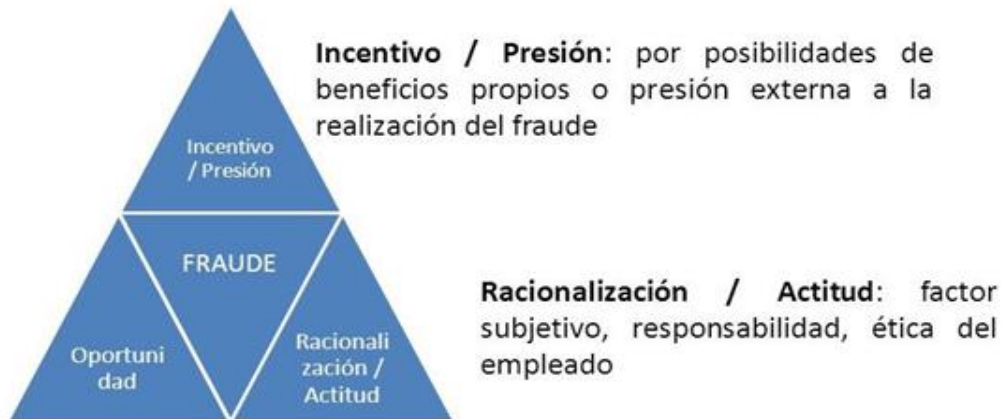 Incentivo / Presión: por posibilidades de
beneficios propios o presión externa a la
realización del fraude
Incentivo
/ Presión
FRAUDE
Racionalización / Actitud: factor
subjetivo, responsabilidad, ética del
empleado
Oportuni
dad
Racionali
zación /
Actitud